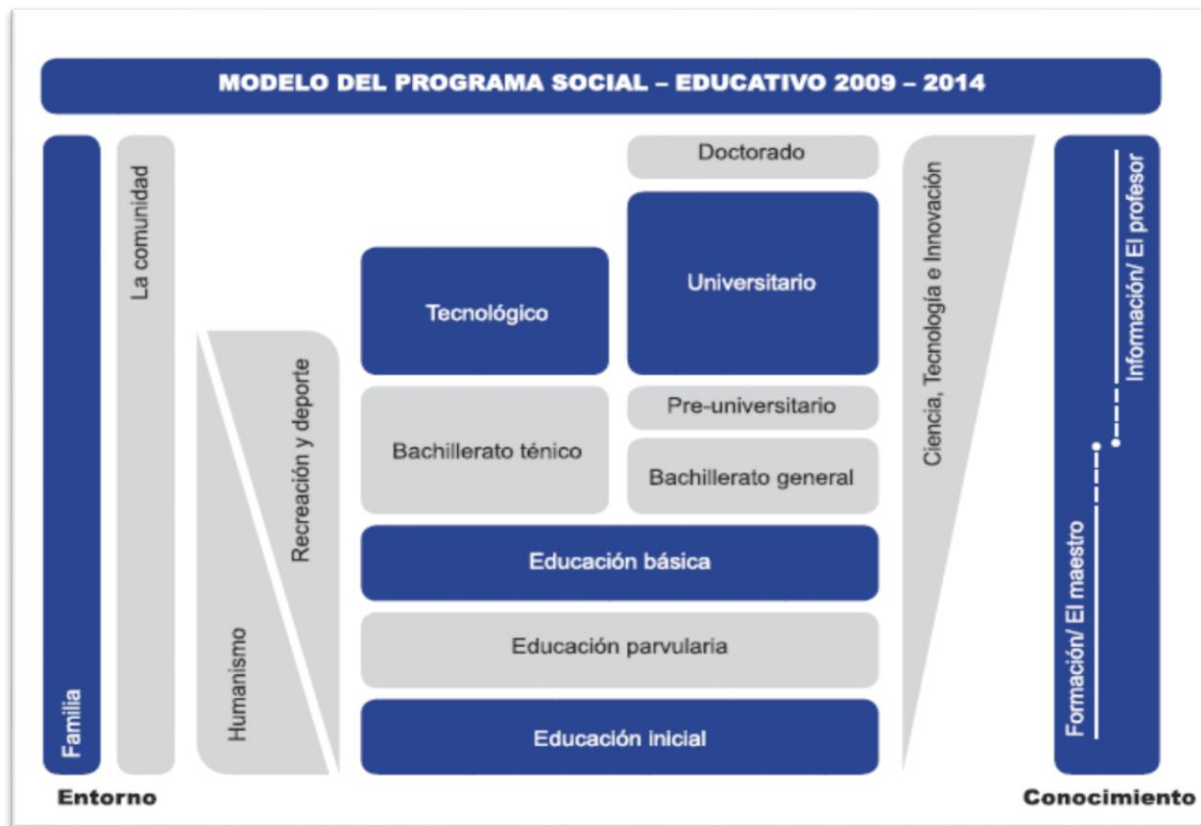 MODELO DEL PROGRAMA SOCIAL – EDUCATIVO 2009 – 2014
Familia
La comunidad
Humanismo
Recreación y deporte
Doctorado
Universitario
Tecnológico
Pre-universitario
Bachillerato ténico
Bachillerato general
Educación básica
Educación parvularia
Educación inicial
Ciencia, Tecnología e Innovación
Formación/ El maestro
Información/ El profesor
Entorno
Conocimiento